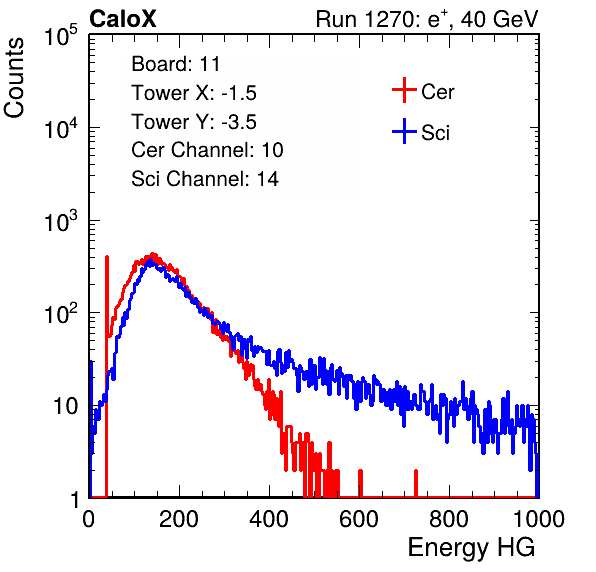 CaloX Run 1270: e⁺, 40 GeV
Counts
Board: 11
Tower X: -1.5
Tower Y: -3.5
Cer Channel: 10
Sci Channel: 14
Cer
Sci
10⁵
10⁴
10³
10²
10
1
0 200 400 600 800 1000
Energy HG